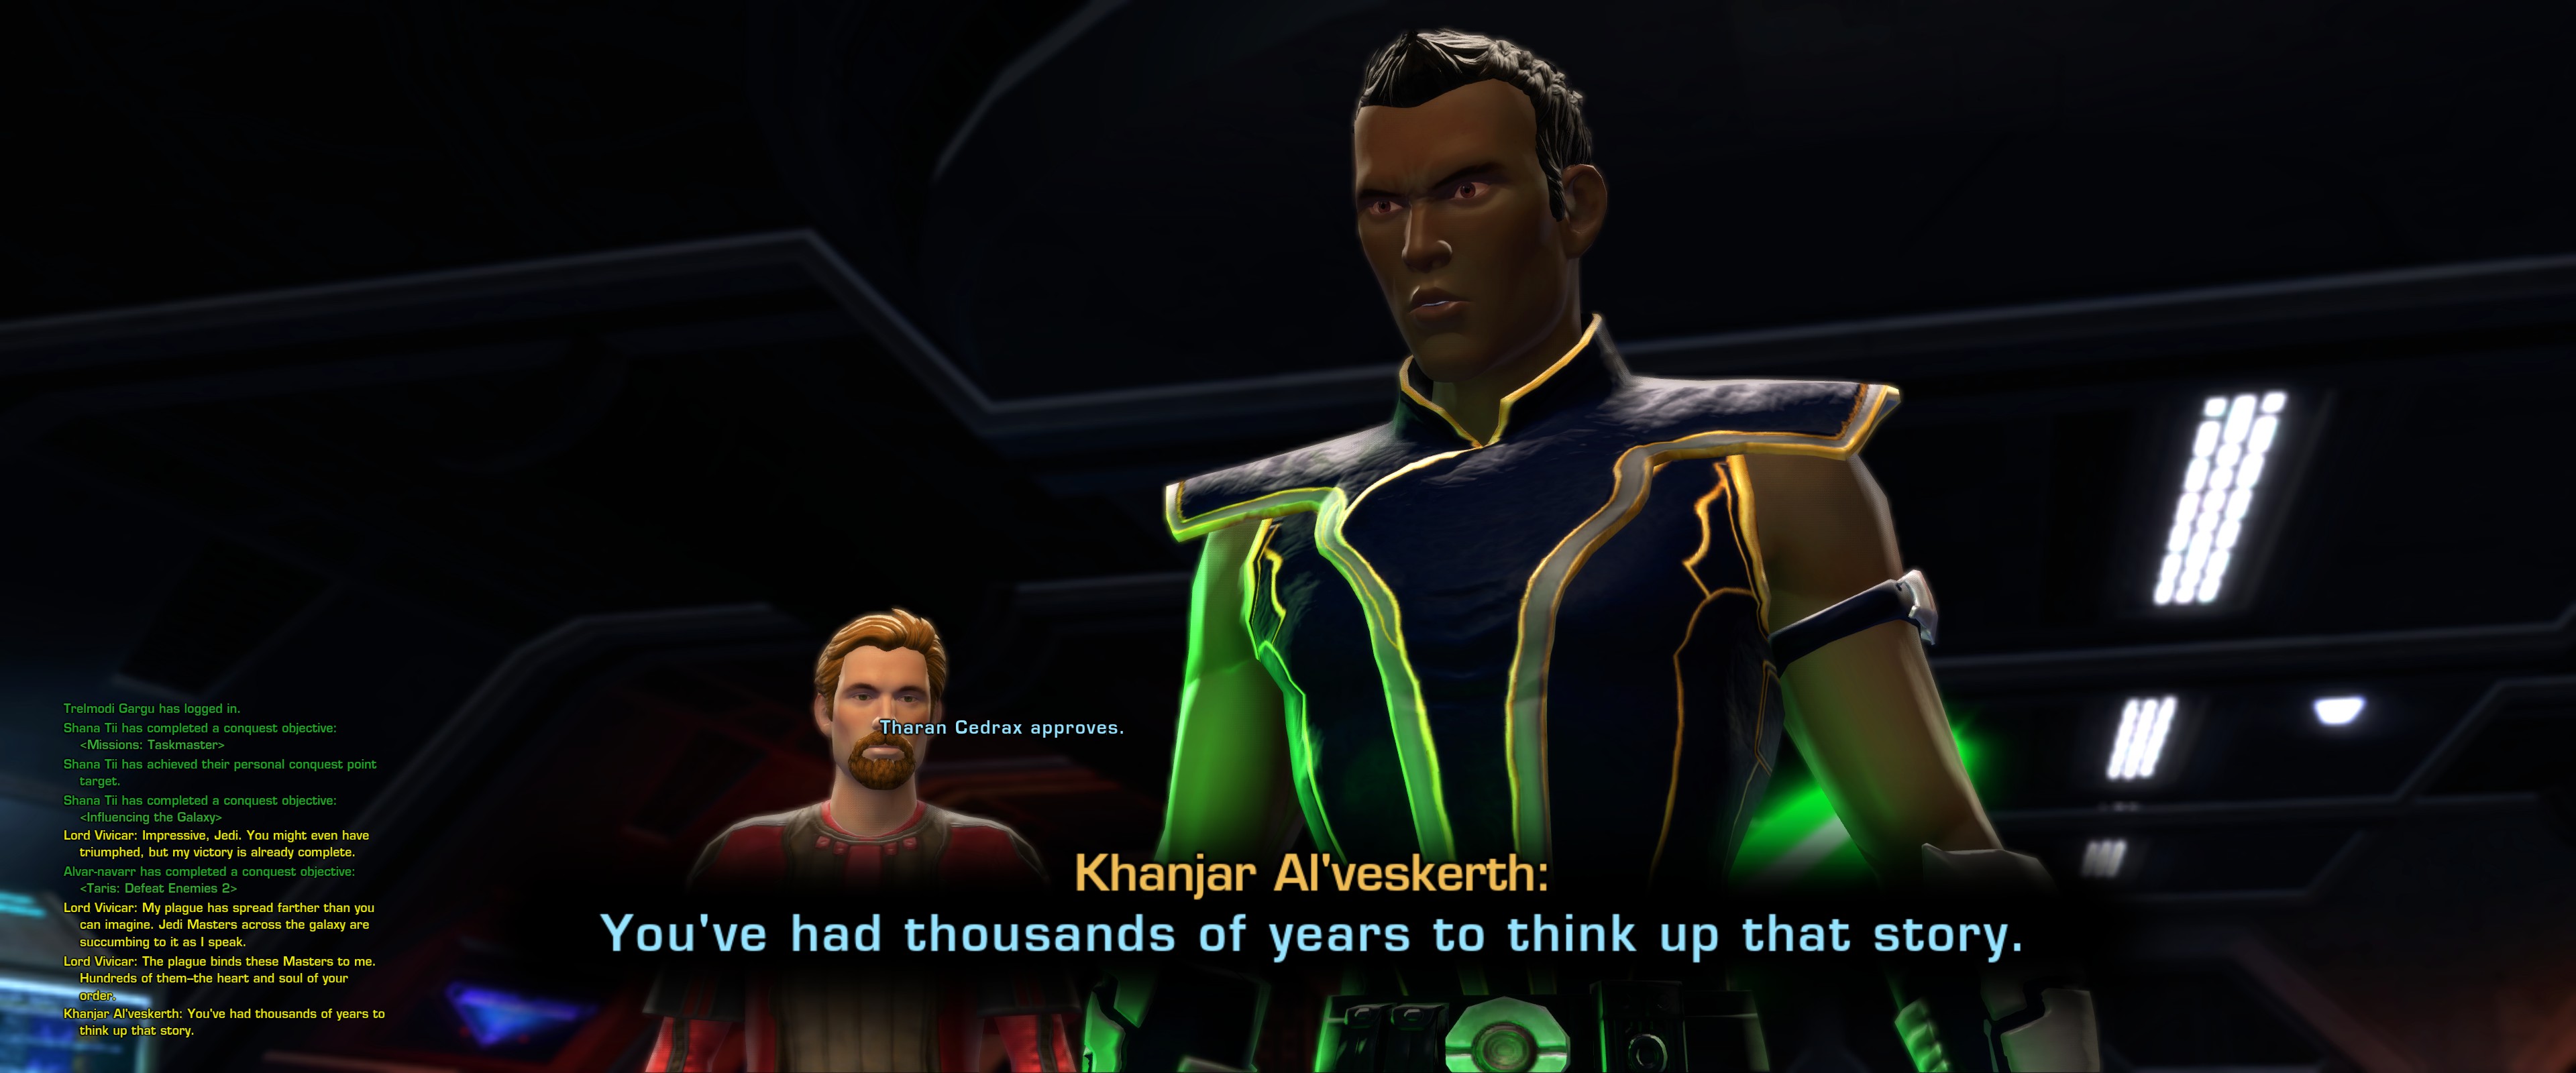 Trelmodi Gargu has logged in.
Shana Tii has completed a conquest objective:
<Missions: Taskmaster>
Shana Tii has achieved their personal conquest point
target.
Shana Tii has completed a conquest objective:
<Influencing the Galaxy>
Lord Vivicar: Impressive, Jedi. You might even have
triumphed, but my victory is already complete.
Alvar-navarr has completed a conquest objective:
<Taris: Defeat Enemies 2>
Lord Vivicar: My plague has spread farther than you
can imagine. Jedi Masters across the galaxy are
succumbing to it as I speak.
Lord Vivicar: The plague binds these Masters to me.
Hundreds of them—the heart and soul of your
order.
Khanjar Al'veskerth: You've had thousands of years to
think up that story.
Tharan Cedrax approves.
Khanjar Al'veskerth:
You've had thousands of years to think up that story.